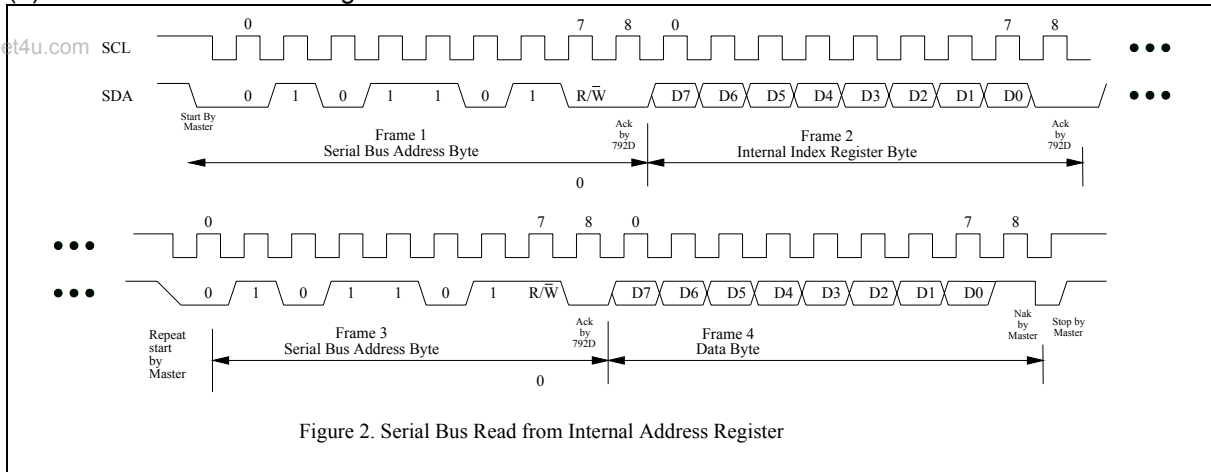 0 7 8 0 7 8
et4u.com SCL
SDA 0 1 0 1 1 0 1 R/W̅ D7 D6 D5 D4 D3 D2 D1 D0
Start By
Master
Ack
by
792D
Ack
by
792D
Frame 1
Serial Bus Address Byte
Frame 2
Internal Index Register Byte
0
0 7 8 0 7 8
0 1 0 1 1 0 1 R/W̅ D7 D6 D5 D4 D3 D2 D1 D0
Repeat
start
by
Master
Frame 3
Serial Bus Address Byte
Ack
by
792D
Frame 4
Data Byte
Nak
by
Master
Stop by
Master
0
Figure 2. Serial Bus Read from Internal Address Register